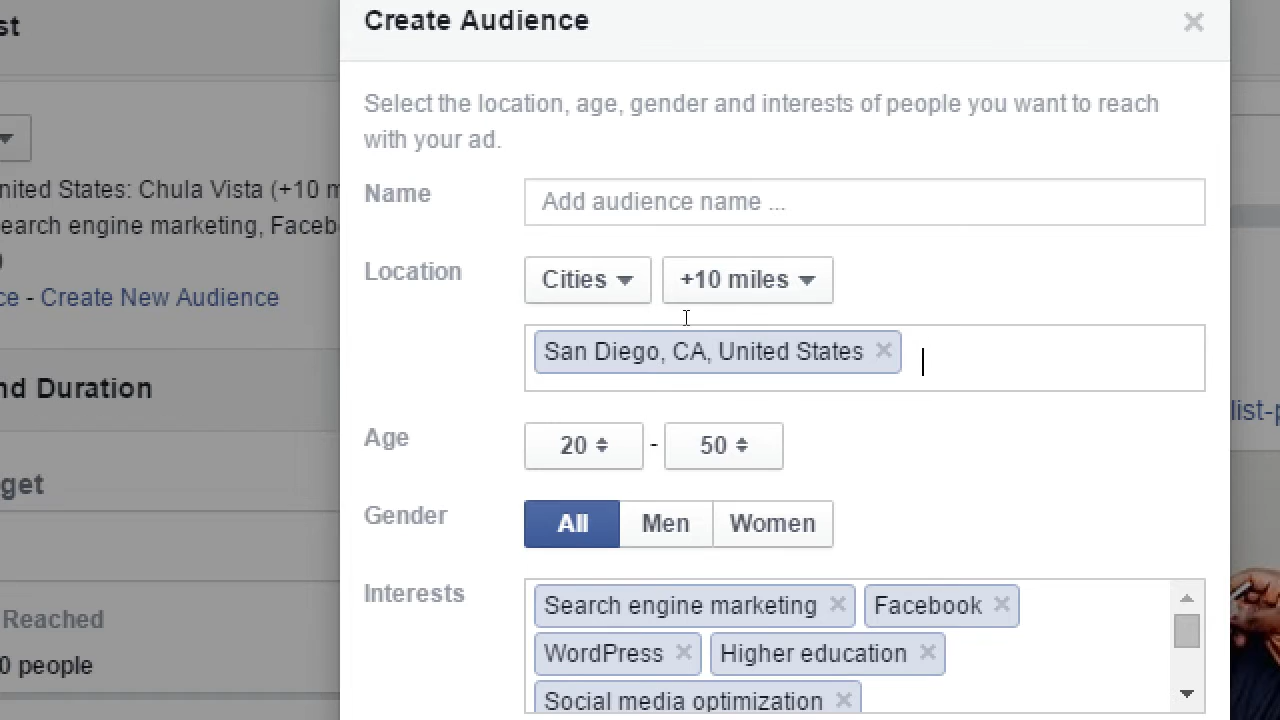 st
Create Audience
Select the location, age, gender and interests of people you want to reach
with your ad.
nited States: Chula Vista (+10 m
Name
Add audience name ...
earch engine marketing, Faceb
)
Location
Cities
+10 miles
ce - Create New Audience
San Diego, CA, United States
nd Duration
list-p
Age
20 - 50
get
Gender
All
Men
Women
Interests
Search engine marketing
Facebook
Reached
WordPress
Higher education
0 people
Social media optimization